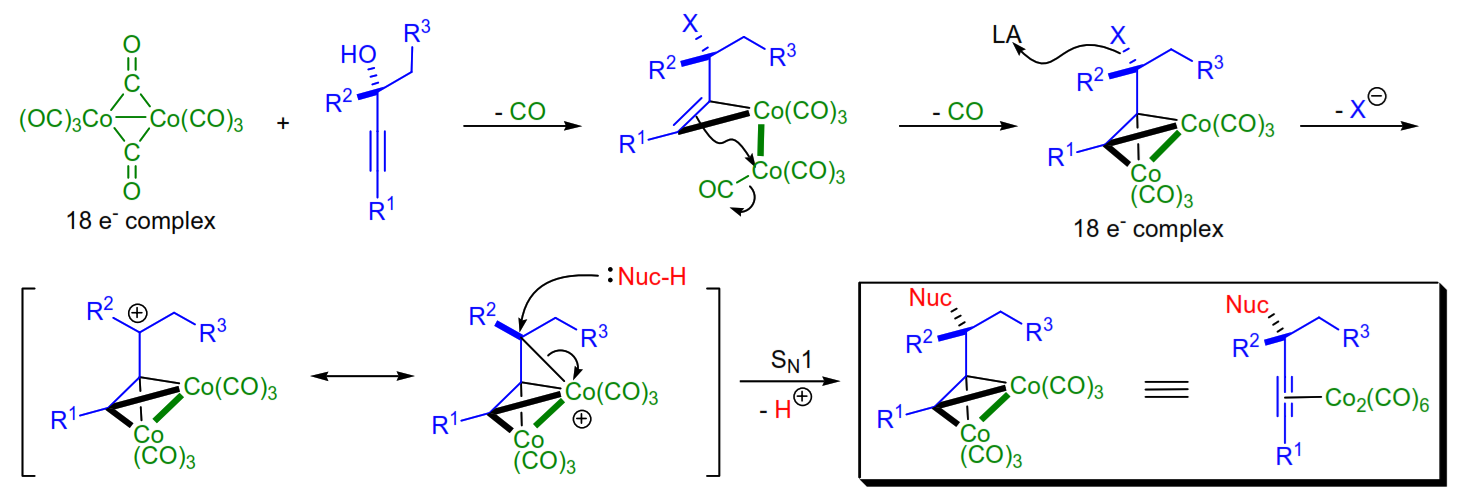 O
C
(OC)3Co Co(CO)3
C
O
18 e- complex
+
HO R3
R2
R1
- CO
X
R2 R3
R1 Co(CO)3
Co(CO)3
OC
- CO
LA X
R2 R3
R1 Co(CO)3
Co
(CO)3
18 e- complex
- X⊖
R2 ⊕ R3
R1 Co(CO)3
Co
(CO)3
:Nuc-H
R2 R3
R1 Co(CO)3
⊕
Co
(CO)3
SN1
- H⊕
Nuc
R2 R3
R1 Co(CO)3
Co
(CO)3
Nuc
R2 R3
Co2(CO)6
R1